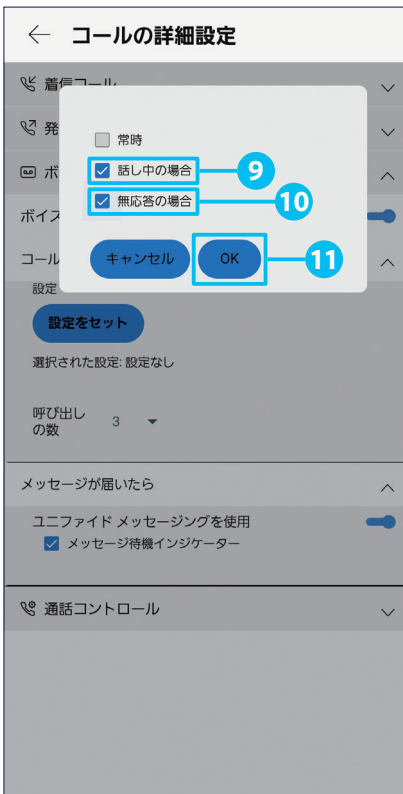 コールの詳細設定
着信コール
発
常時
ボ
話し中の場合
9
無応答の場合
10
ボイス
コール
キャンセル
OK
11
設定
設定をセット
選択された設定: 設定なし
呼び出し
の数
3
メッセージが届いたら
ユニファイド メッセージングを使用
メッセージ待機インジケーター
通話コントロール